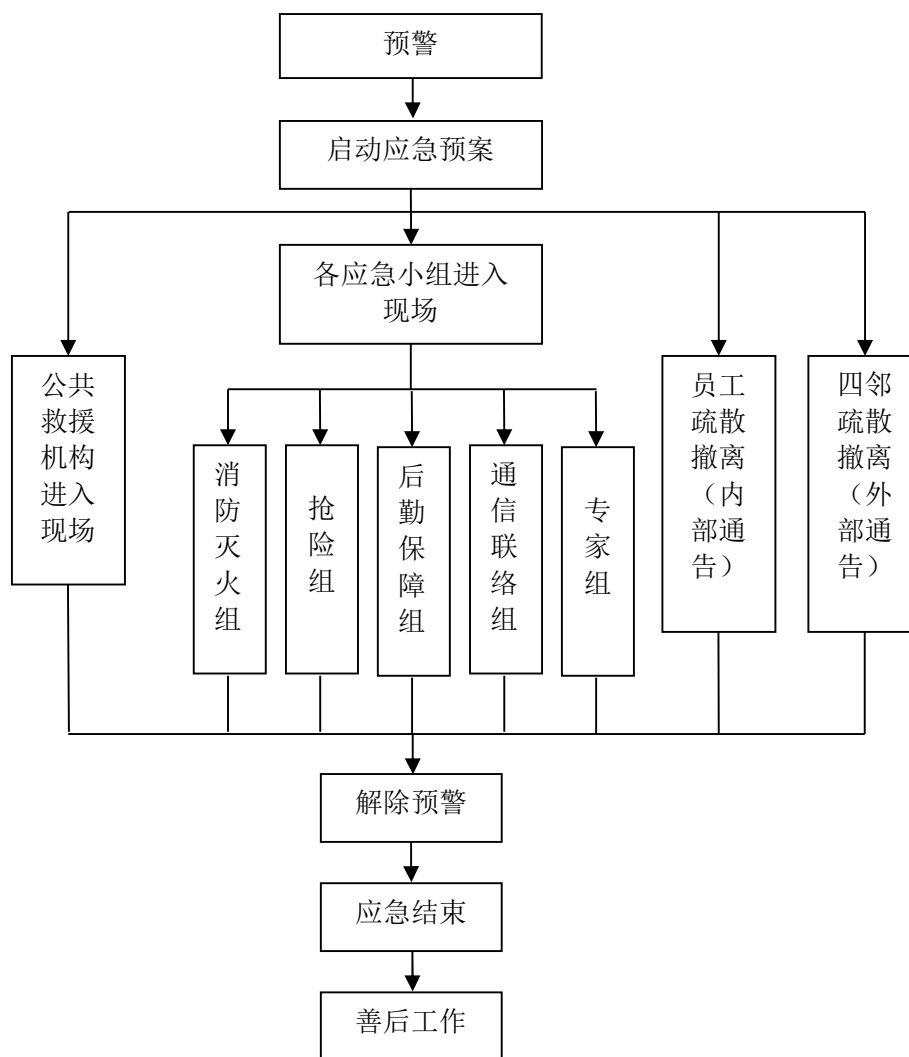 预警
启动应急预案
各应急小组进入
现场
公共
救援
机构
进入
现场
消防灭火组
抢险组
后勤保障组
通信联络组
专家组
员工
疏散
撤离
（内
部通
告）
四邻
疏散
撤离
（外
部通
告）
解除预警
应急结束
善后工作